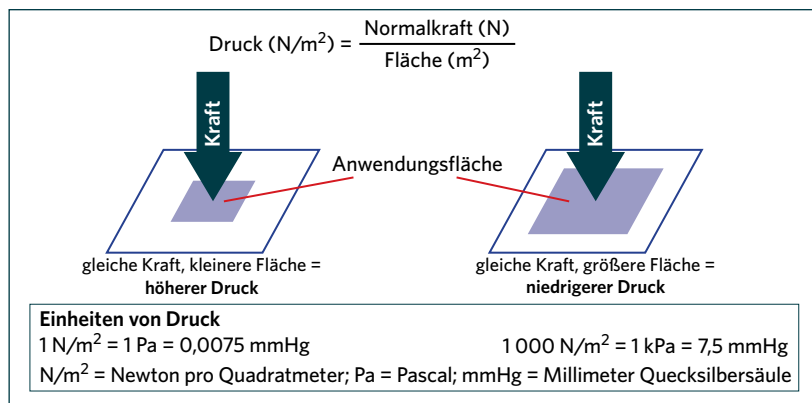 Druck (N/m²) = Normalkraft (N)
Fläche (m²)
Kraft
Kraft
Anwendungsfläche
gleiche Kraft, kleinere Fläche =
höherer Druck
gleiche Kraft, größere Fläche =
niedrigerer Druck
Einheiten von Druck
1 N/m² = 1 Pa = 0,0075 mmHg
1 000 N/m² = 1 kPa = 7,5 mmHg
N/m² = Newton pro Quadratmeter; Pa = Pascal; mmHg = Millimeter Quecksilbersäule